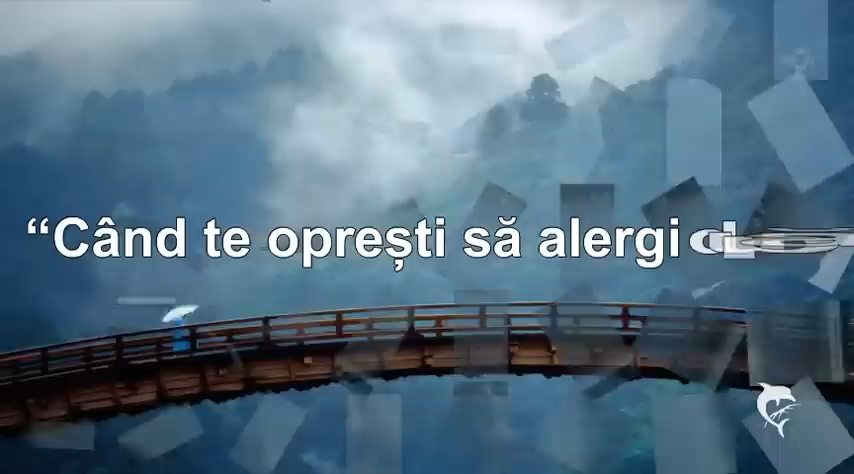 “Când te oprești să alergi